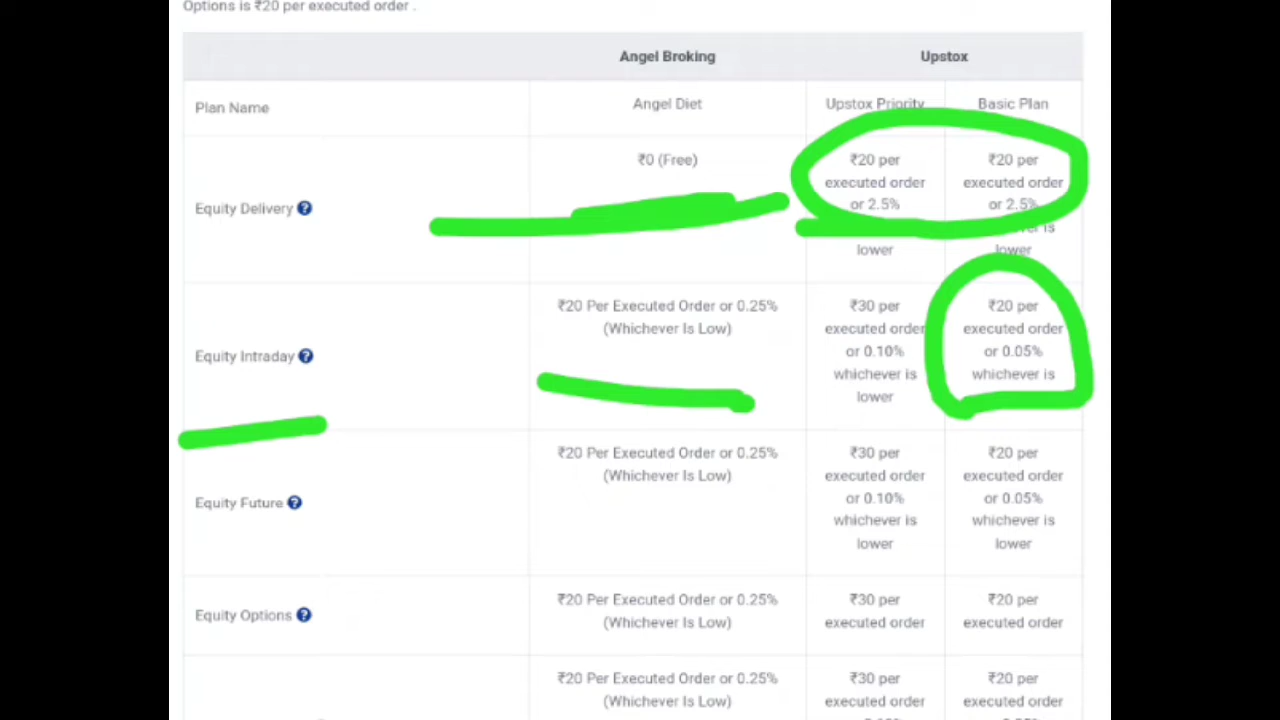 Options is ₹20 per executed order .
Angel Broking Upstox
Plan Name Angel Diet Upstox Priority Basic Plan
Equity Delivery
₹0 (Free)
₹20 per
executed order
or 2.5%
lower
₹20 per
executed order
or 2.5%
is
lower
Equity Intraday
₹20 Per Executed Order or 0.25%
(Whichever Is Low)
₹30 per
executed order
or 0.10%
whichever is
lower
₹20 per
executed order
or 0.05%
whichever is
Equity Future
₹20 Per Executed Order or 0.25%
(Whichever Is Low)
₹30 per
executed order
or 0.10%
whichever is
lower
₹20 per
executed order
or 0.05%
whichever is
lower
Equity Options
₹20 Per Executed Order or 0.25%
(Whichever Is Low)
₹30 per
executed order
₹20 per
executed order
₹20 Per Executed Order or 0.25%
(Whichever Is Low)
₹30 per
executed order
₹20 per
executed order